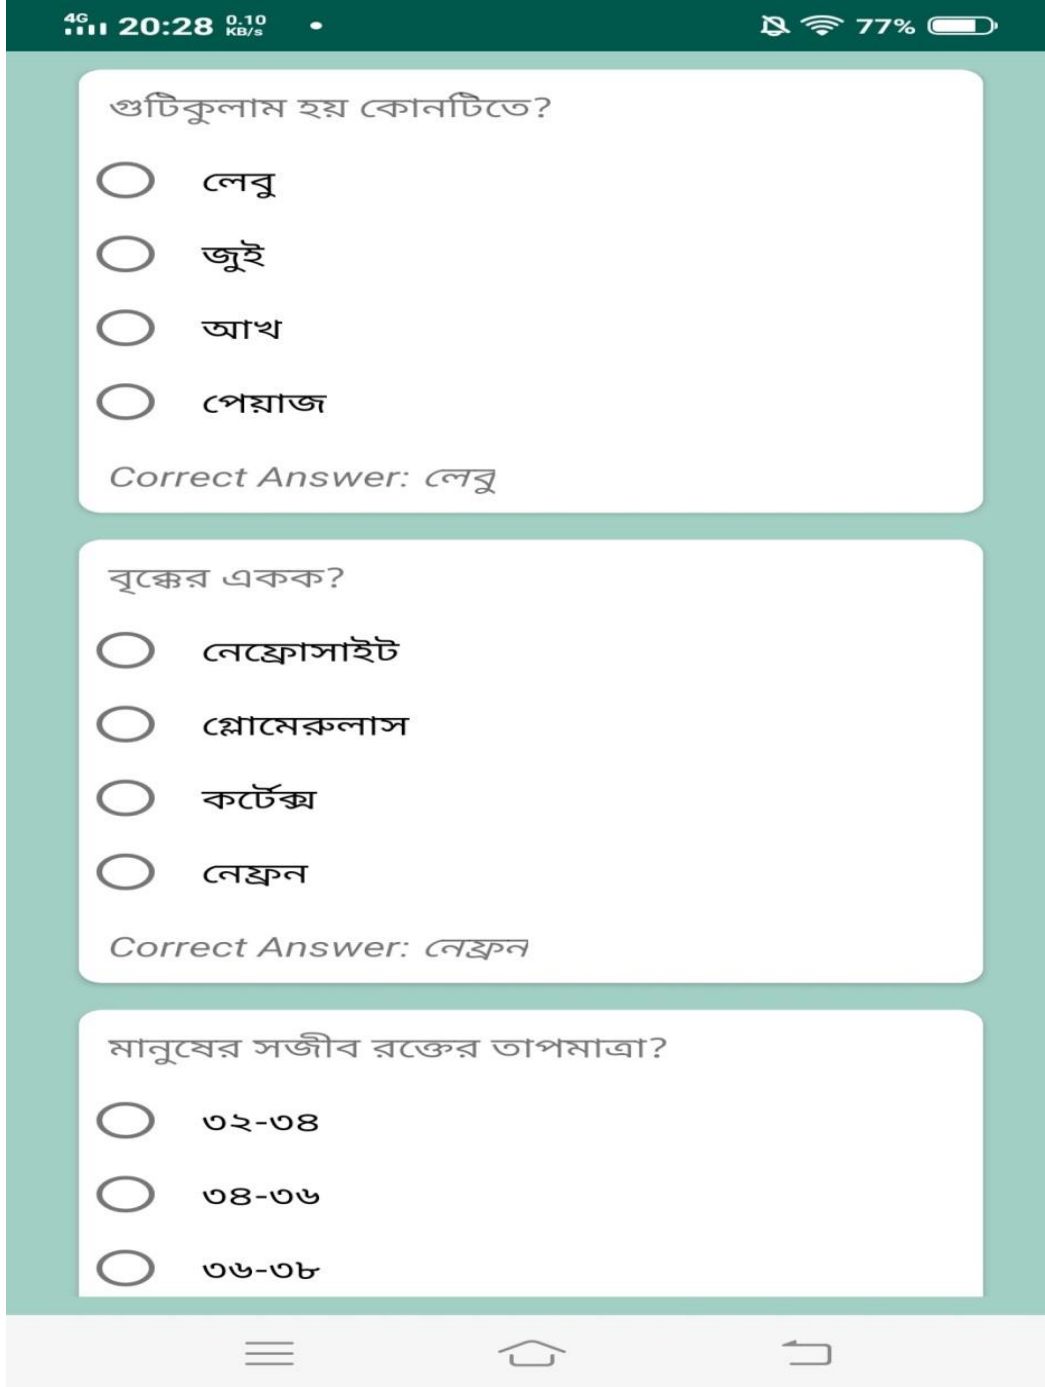 4G 20:28 0.10 KB/s 77%
গুটিকুলাম হয় কোনটিতে?
লেবু
জুই
আখ
পেয়াজ
Correct Answer: লেবু
বৃক্কের একক?
নেফ্রোসাইট
গ্লোমেরুলাস
কর্টেক্স
নেফ্রন
Correct Answer: নেফ্রন
মানুষের সজীব রক্তের তাপমাত্রা?
৩২-৩৪
৩৪-৩৬
৩৬-৩৮